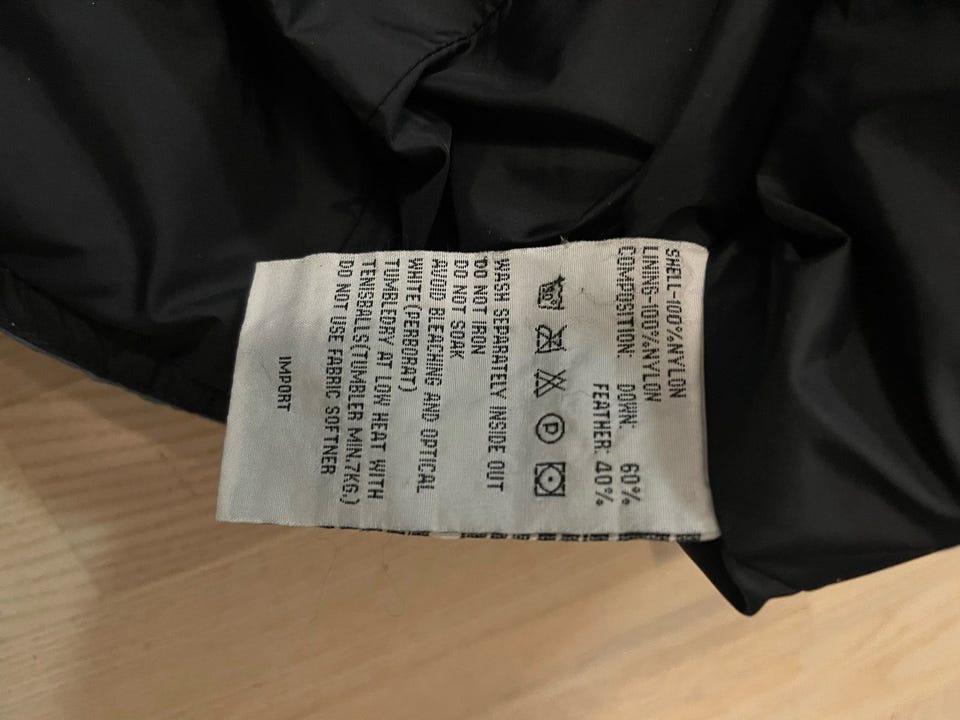 SHELL-100%NYLON
LINING-100%NYLON
COMPOSITION: DOWN: 60%
FEATHER: 40%
P
WASH SEPARATELY INSIDE OUT
DO NOT IRON
DO NOT SOAK
AVOID BLEACHING AND OPTICAL
WHITE(PERBORAT)
TUMBLEDRY AT LOW HEAT WITH
TENISBALLS(TUMBLER MIN.7KG.)
DO NOT USE FABRIC SOFTNER
IMPORT